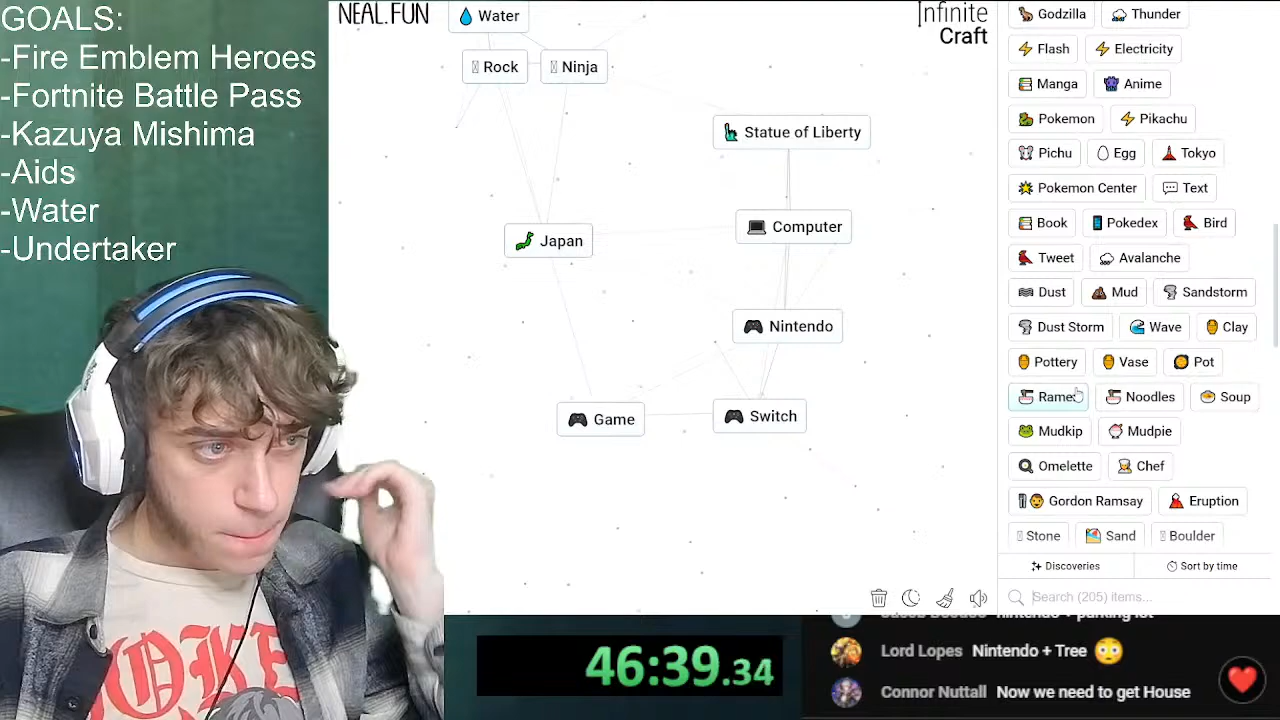 GOALS:
-Fire Emblem Heroes
-Fortnite Battle Pass
-Kazuya Mishima
-Aids
-Water
-Undertaker
NEAL.FUN
Infinite
Craft
Water
Rock
Ninja
Statue of Liberty
Japan
Computer
Nintendo
Game
Switch
Godzilla
Thunder
Flash
Electricity
Manga
Anime
Pokemon
Pikachu
Pichu
Egg
Tokyo
Pokemon Center
Text
Book
Pokedex
Bird
Tweet
Avalanche
Dust
Mud
Sandstorm
Dust Storm
Wave
Clay
Pottery
Vase
Pot
Noodles
Soup
Mudkip
Mudpie
Omelette
Chef
Gordon Ramsay
Eruption
Stone
Sand
Boulder
Discoveries
Sort by time
Search (205) items...
46:39.34
Lord Lopes Nintendo + Tree
Connor Nuttall Now we need to get House